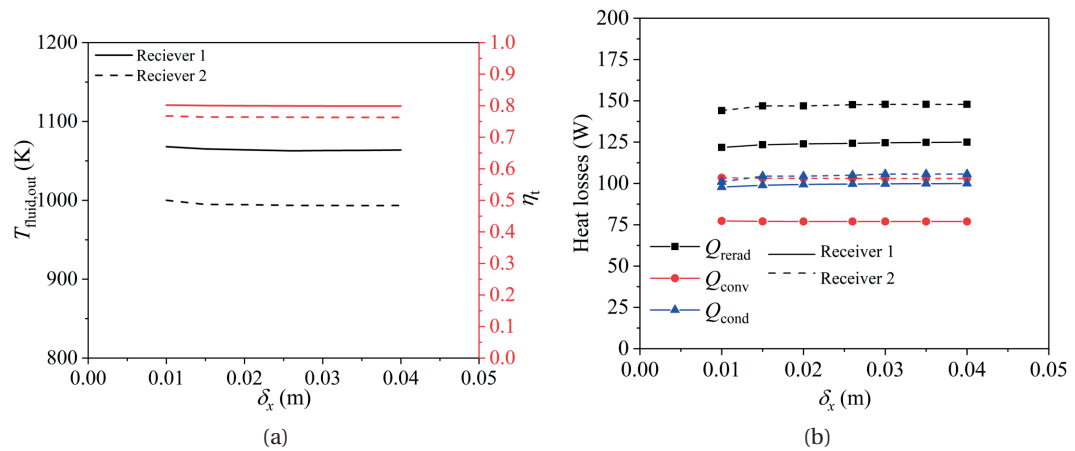 1200
1100
1000
900
800
T_fluid,out (K)
0.00
0.01
0.02
0.03
0.04
0.05
δ_x (m)
1.0
0.9
0.8
0.7
0.6
0.5
0.4
0.3
0.2
0.1
0.0
η_t
Reciever 1
Reciever 2
(a)
200
175
150
125
100
75
50
25
0
Heat losses (W)
Q_rerad
Q_conv
Q_cond
Receiver 1
Receiver 2
0.00
0.01
0.02
0.03
0.04
0.05
δ_x (m)
(b)